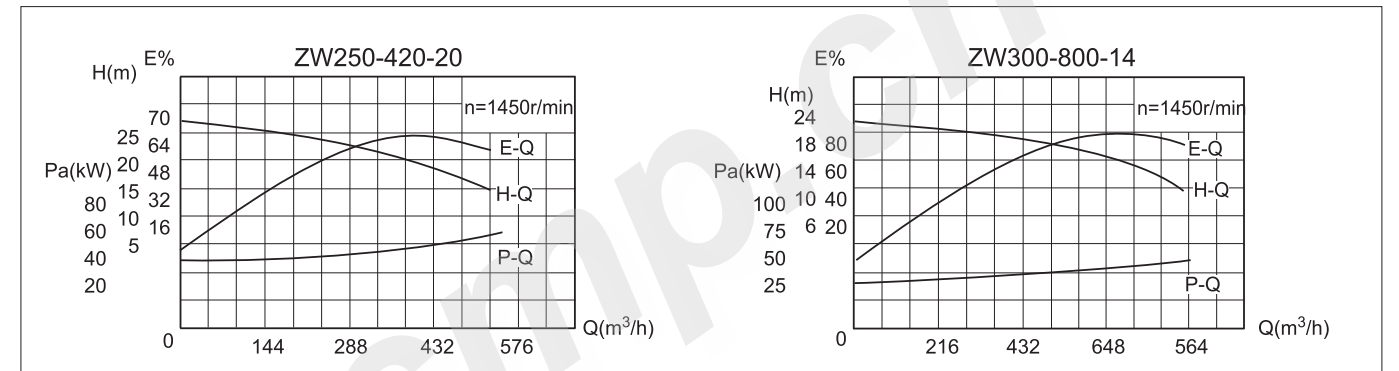 ZW250-420-20
E%
H(m)
n=1450r/min
70
25 64
Pa(kW) 20 48
15 32
80 10 16
60 5
40
20
E-Q
H-Q
P-Q
0
144 288 432 576
Q(m³/h)
ZW300-800-14
E%
H(m)
n=1450r/min
24
18 80
Pa(kW) 14 60
100 10 40
75 6 20
50
25
E-Q
H-Q
P-Q
0
216 432 648 564
Q(m³/h)